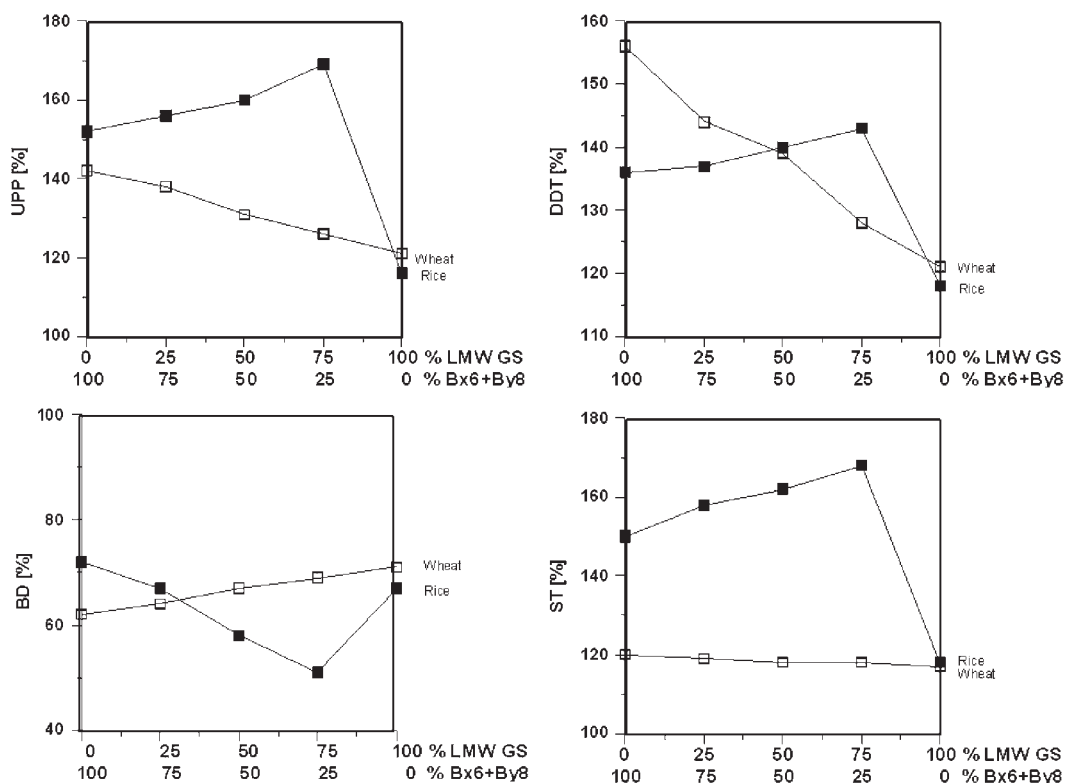 UPP [%]
180
160
140
120
100
Wheat
Rice
0 25 50 75 100 % LMW GS
100 75 50 25 0 % Bx6+By8
DDT [%]
160
150
140
130
120
110
Wheat
Rice
0 25 50 75 100 % LMW GS
100 75 50 25 0 % Bx6+By8
BD [%]
100
80
60
40
Wheat
Rice
0 25 50 75 100 % LMW GS
100 75 50 25 0 % Bx6+By8
ST [%]
180
160
140
120
100
Rice
Wheat
0 25 50 75 100 % LMW GS
100 75 50 25 0 % Bx6+By8